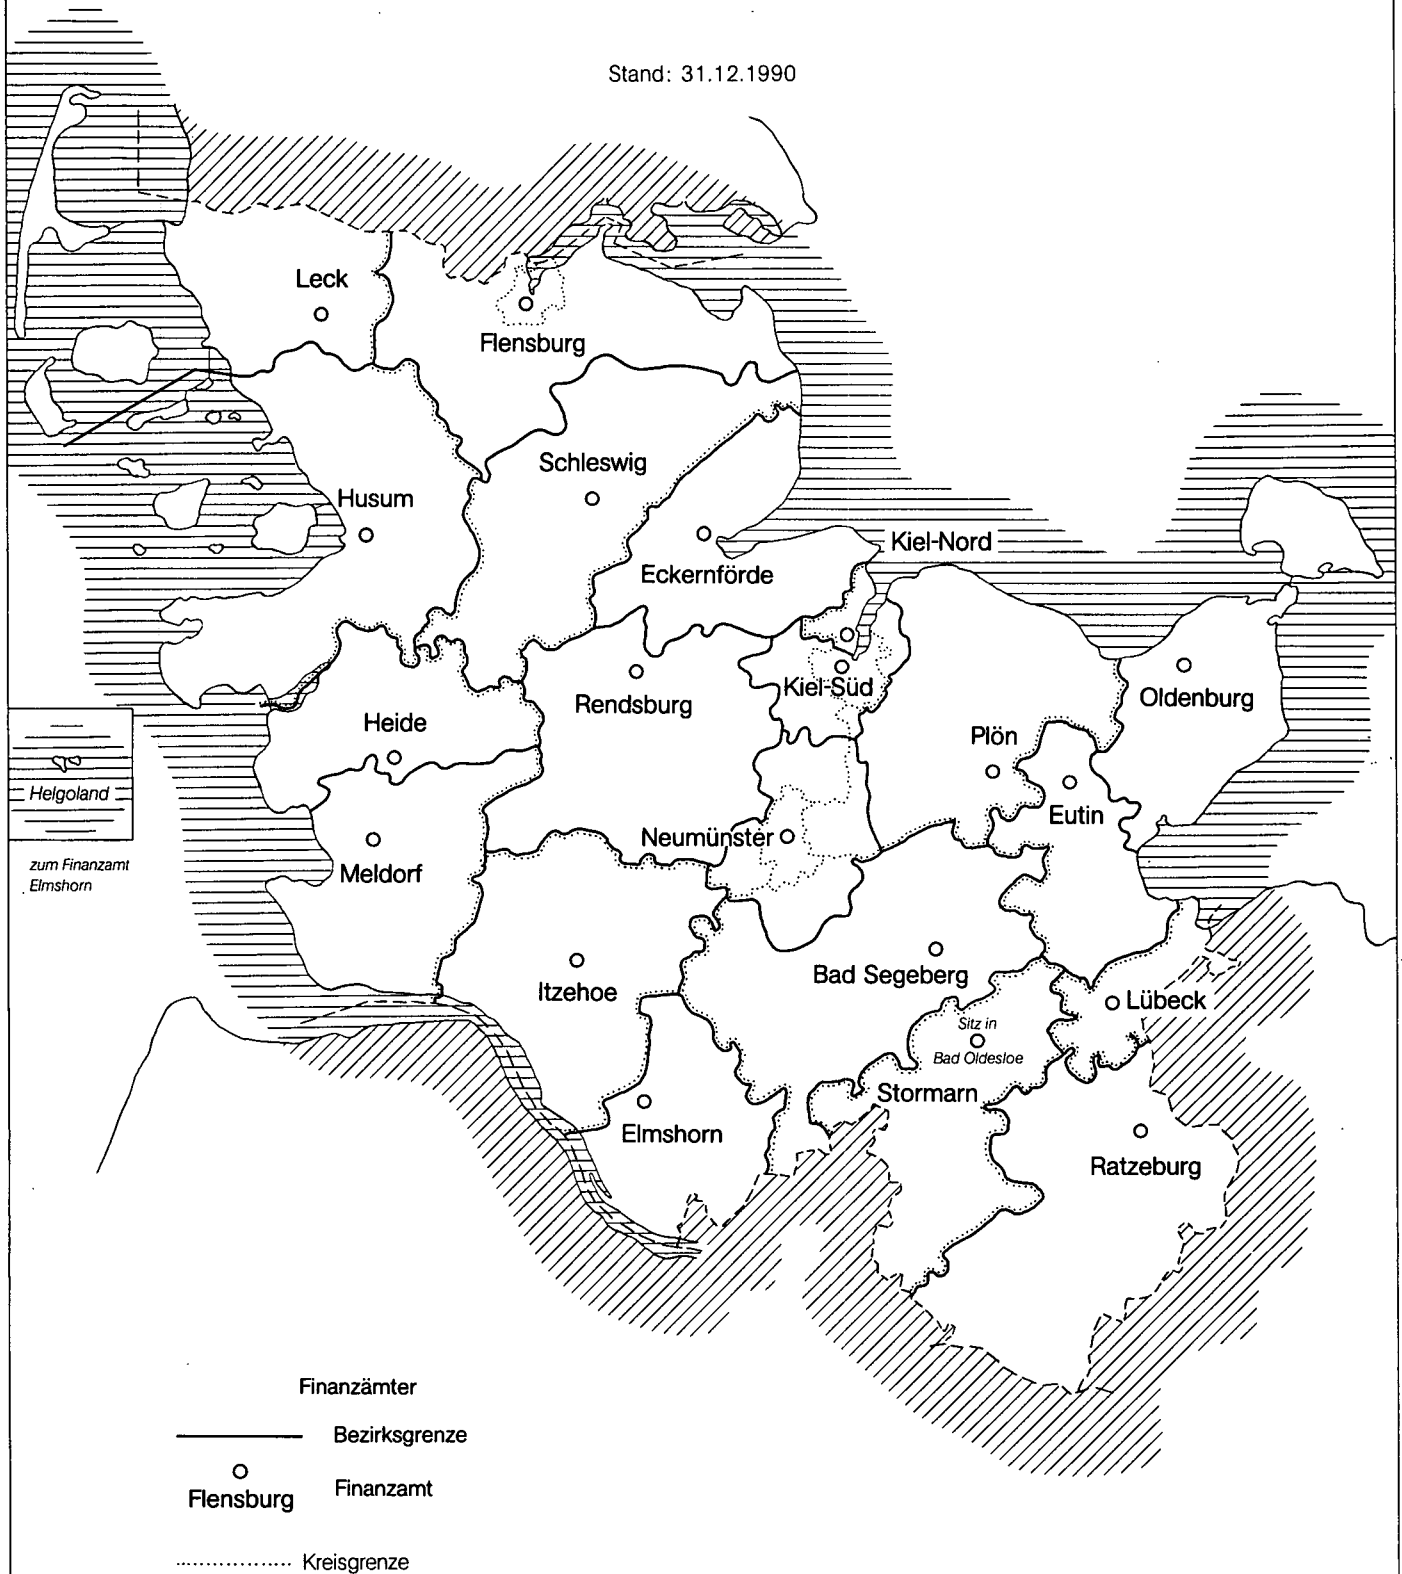 Stand: 31.12.1990
Leck
Flensburg
Schleswig
Husum
Kiel-Nord
Eckernförde
Kiel-Süd
Rendsburg
Oldenburg
Heide
Plön
Helgoland
Eutin
Neumünster
zum Finanzamt
Elmshorn
Meldorf
Bad Segeberg
Itzehoe
Lübeck
Sitz in
Bad Oldesloe
Stormarn
Elmshorn
Ratzeburg
Finanzämter
Bezirksgrenze
Flensburg
Finanzamt
Kreisgrenze